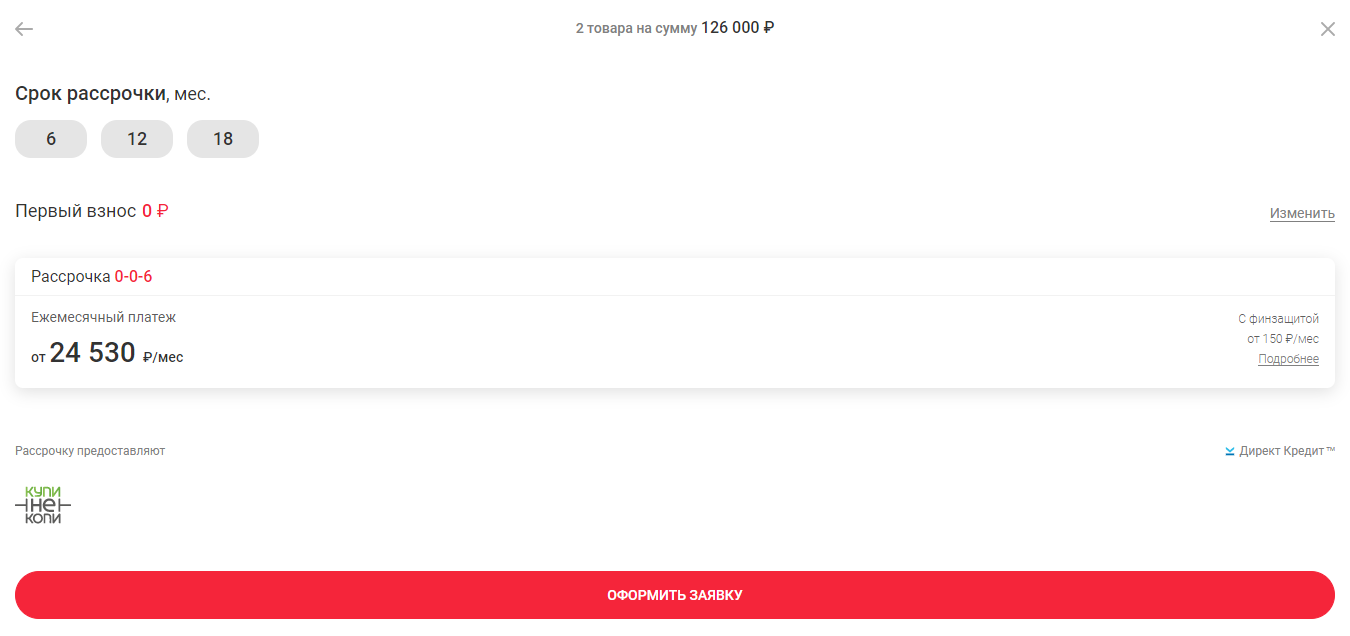 2 товара на сумму 126 000 ₽
Срок рассрочки, мес.
6 12 18
Первый взнос 0 ₽
Изменить
Рассрочка 0-0-6
Ежемесячный платеж
от 24 530 ₽/мес
С финзащитой
от 150 ₽/мес
Подробнее
Рассрочку предоставляют
Директ Кредит™
КУПИ
НЕ
КОПИ
ОФОРМИТЬ ЗАЯВКУ